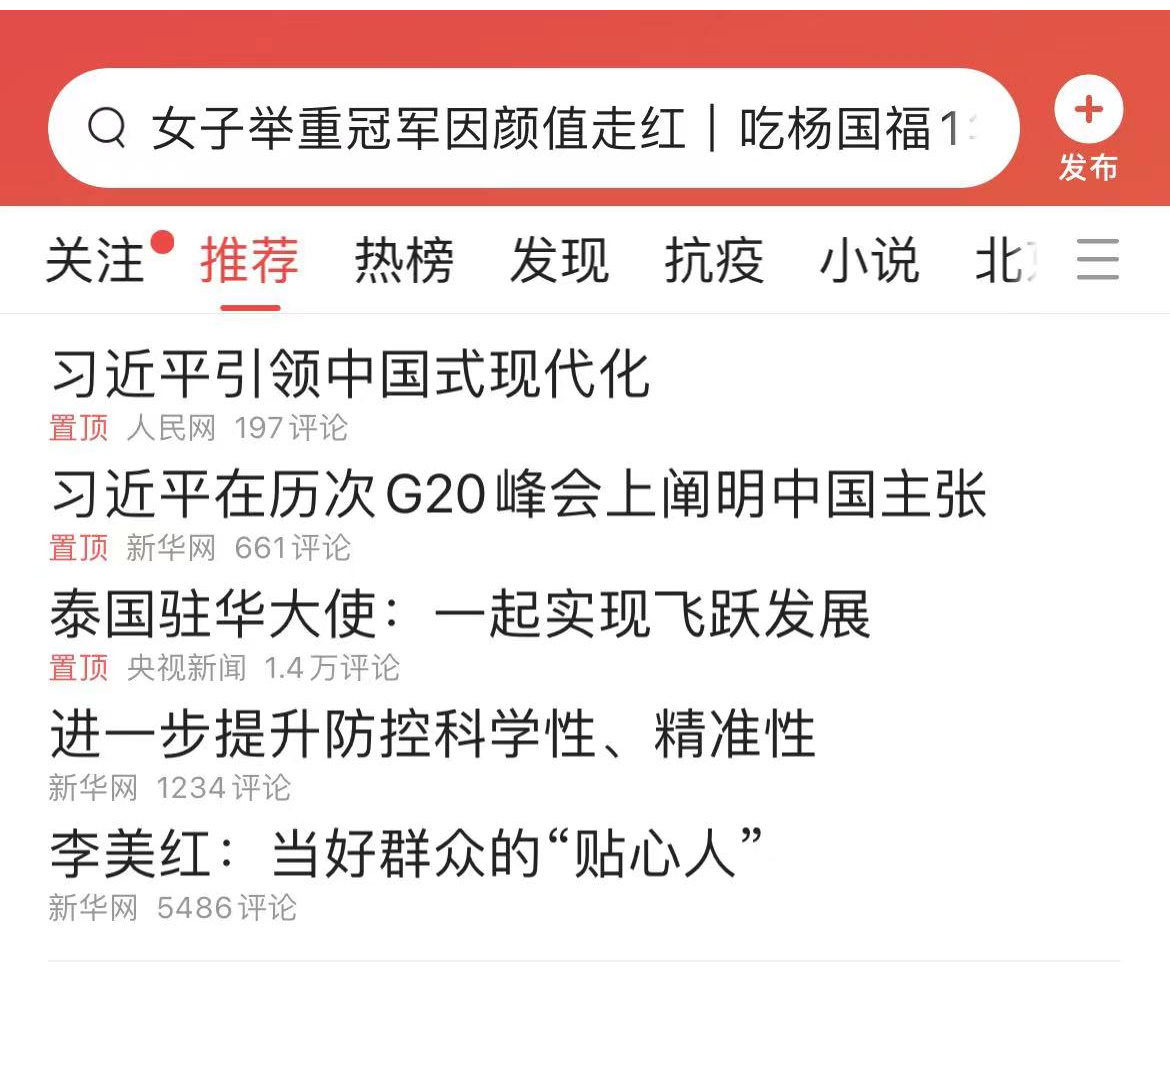 女子举重冠军因颜值走红｜吃杨国福1
发布
关注 推荐 热榜 发现 抗疫 小说 北
习近平引领中国式现代化
置顶 人民网 197评论
习近平在历次G20峰会上阐明中国主张
置顶 新华网 661评论
泰国驻华大使：一起实现飞跃发展
置顶 央视新闻 1.4万评论
进一步提升防控科学性、精准性
新华网 1234评论
李美红：当好群众的“贴心人”
新华网 5486评论